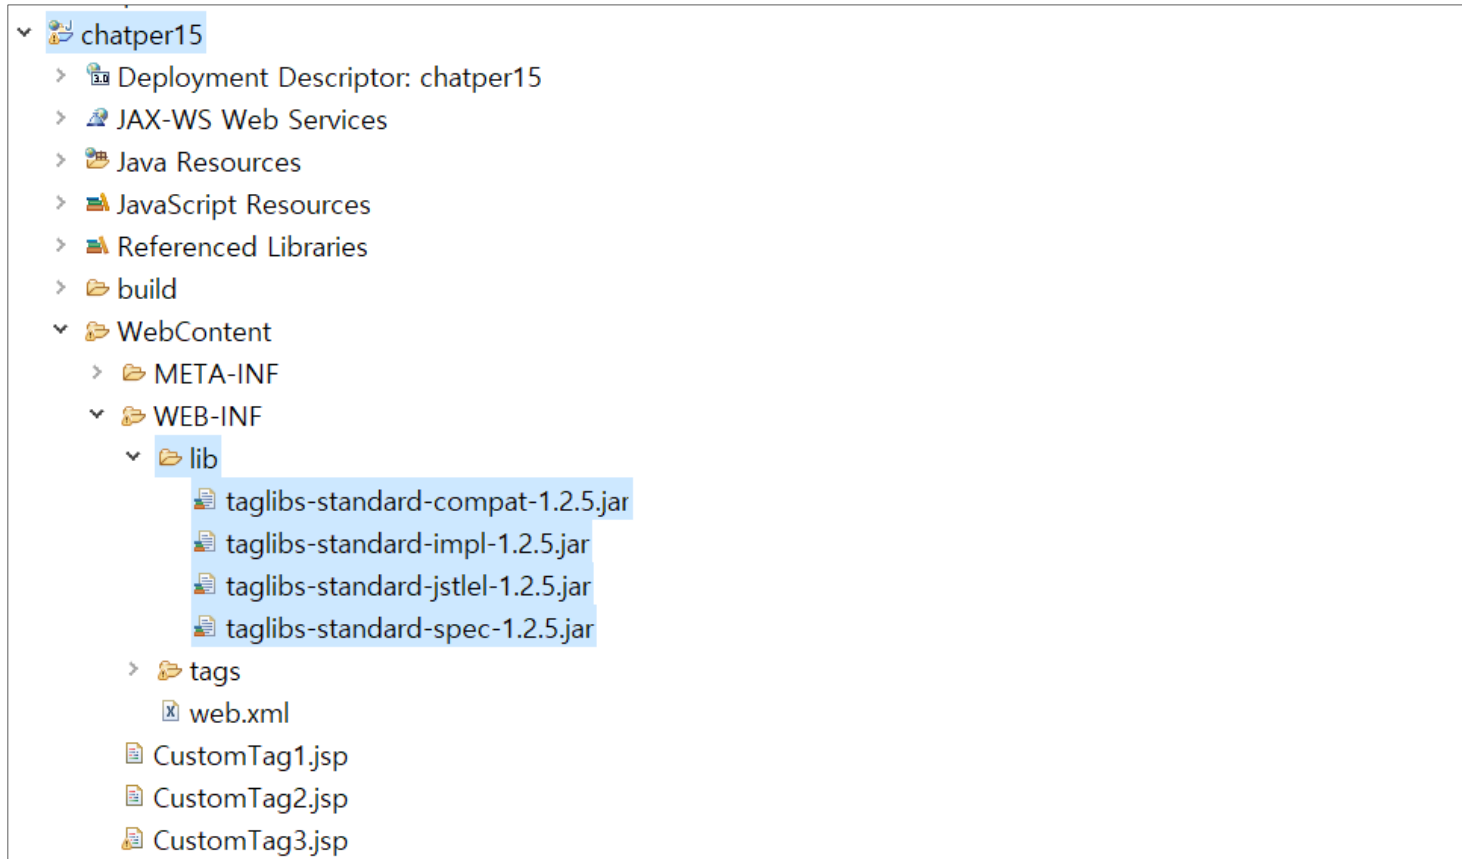 chatper15
Deployment Descriptor: chatper15
JAX-WS Web Services
Java Resources
JavaScript Resources
Referenced Libraries
build
WebContent
META-INF
WEB-INF
lib
taglibs-standard-compat-1.2.5.jar
taglibs-standard-impl-1.2.5.jar
taglibs-standard-jstlel-1.2.5.jar
taglibs-standard-spec-1.2.5.jar
tags
web.xml
CustomTag1.jsp
CustomTag2.jsp
CustomTag3.jsp